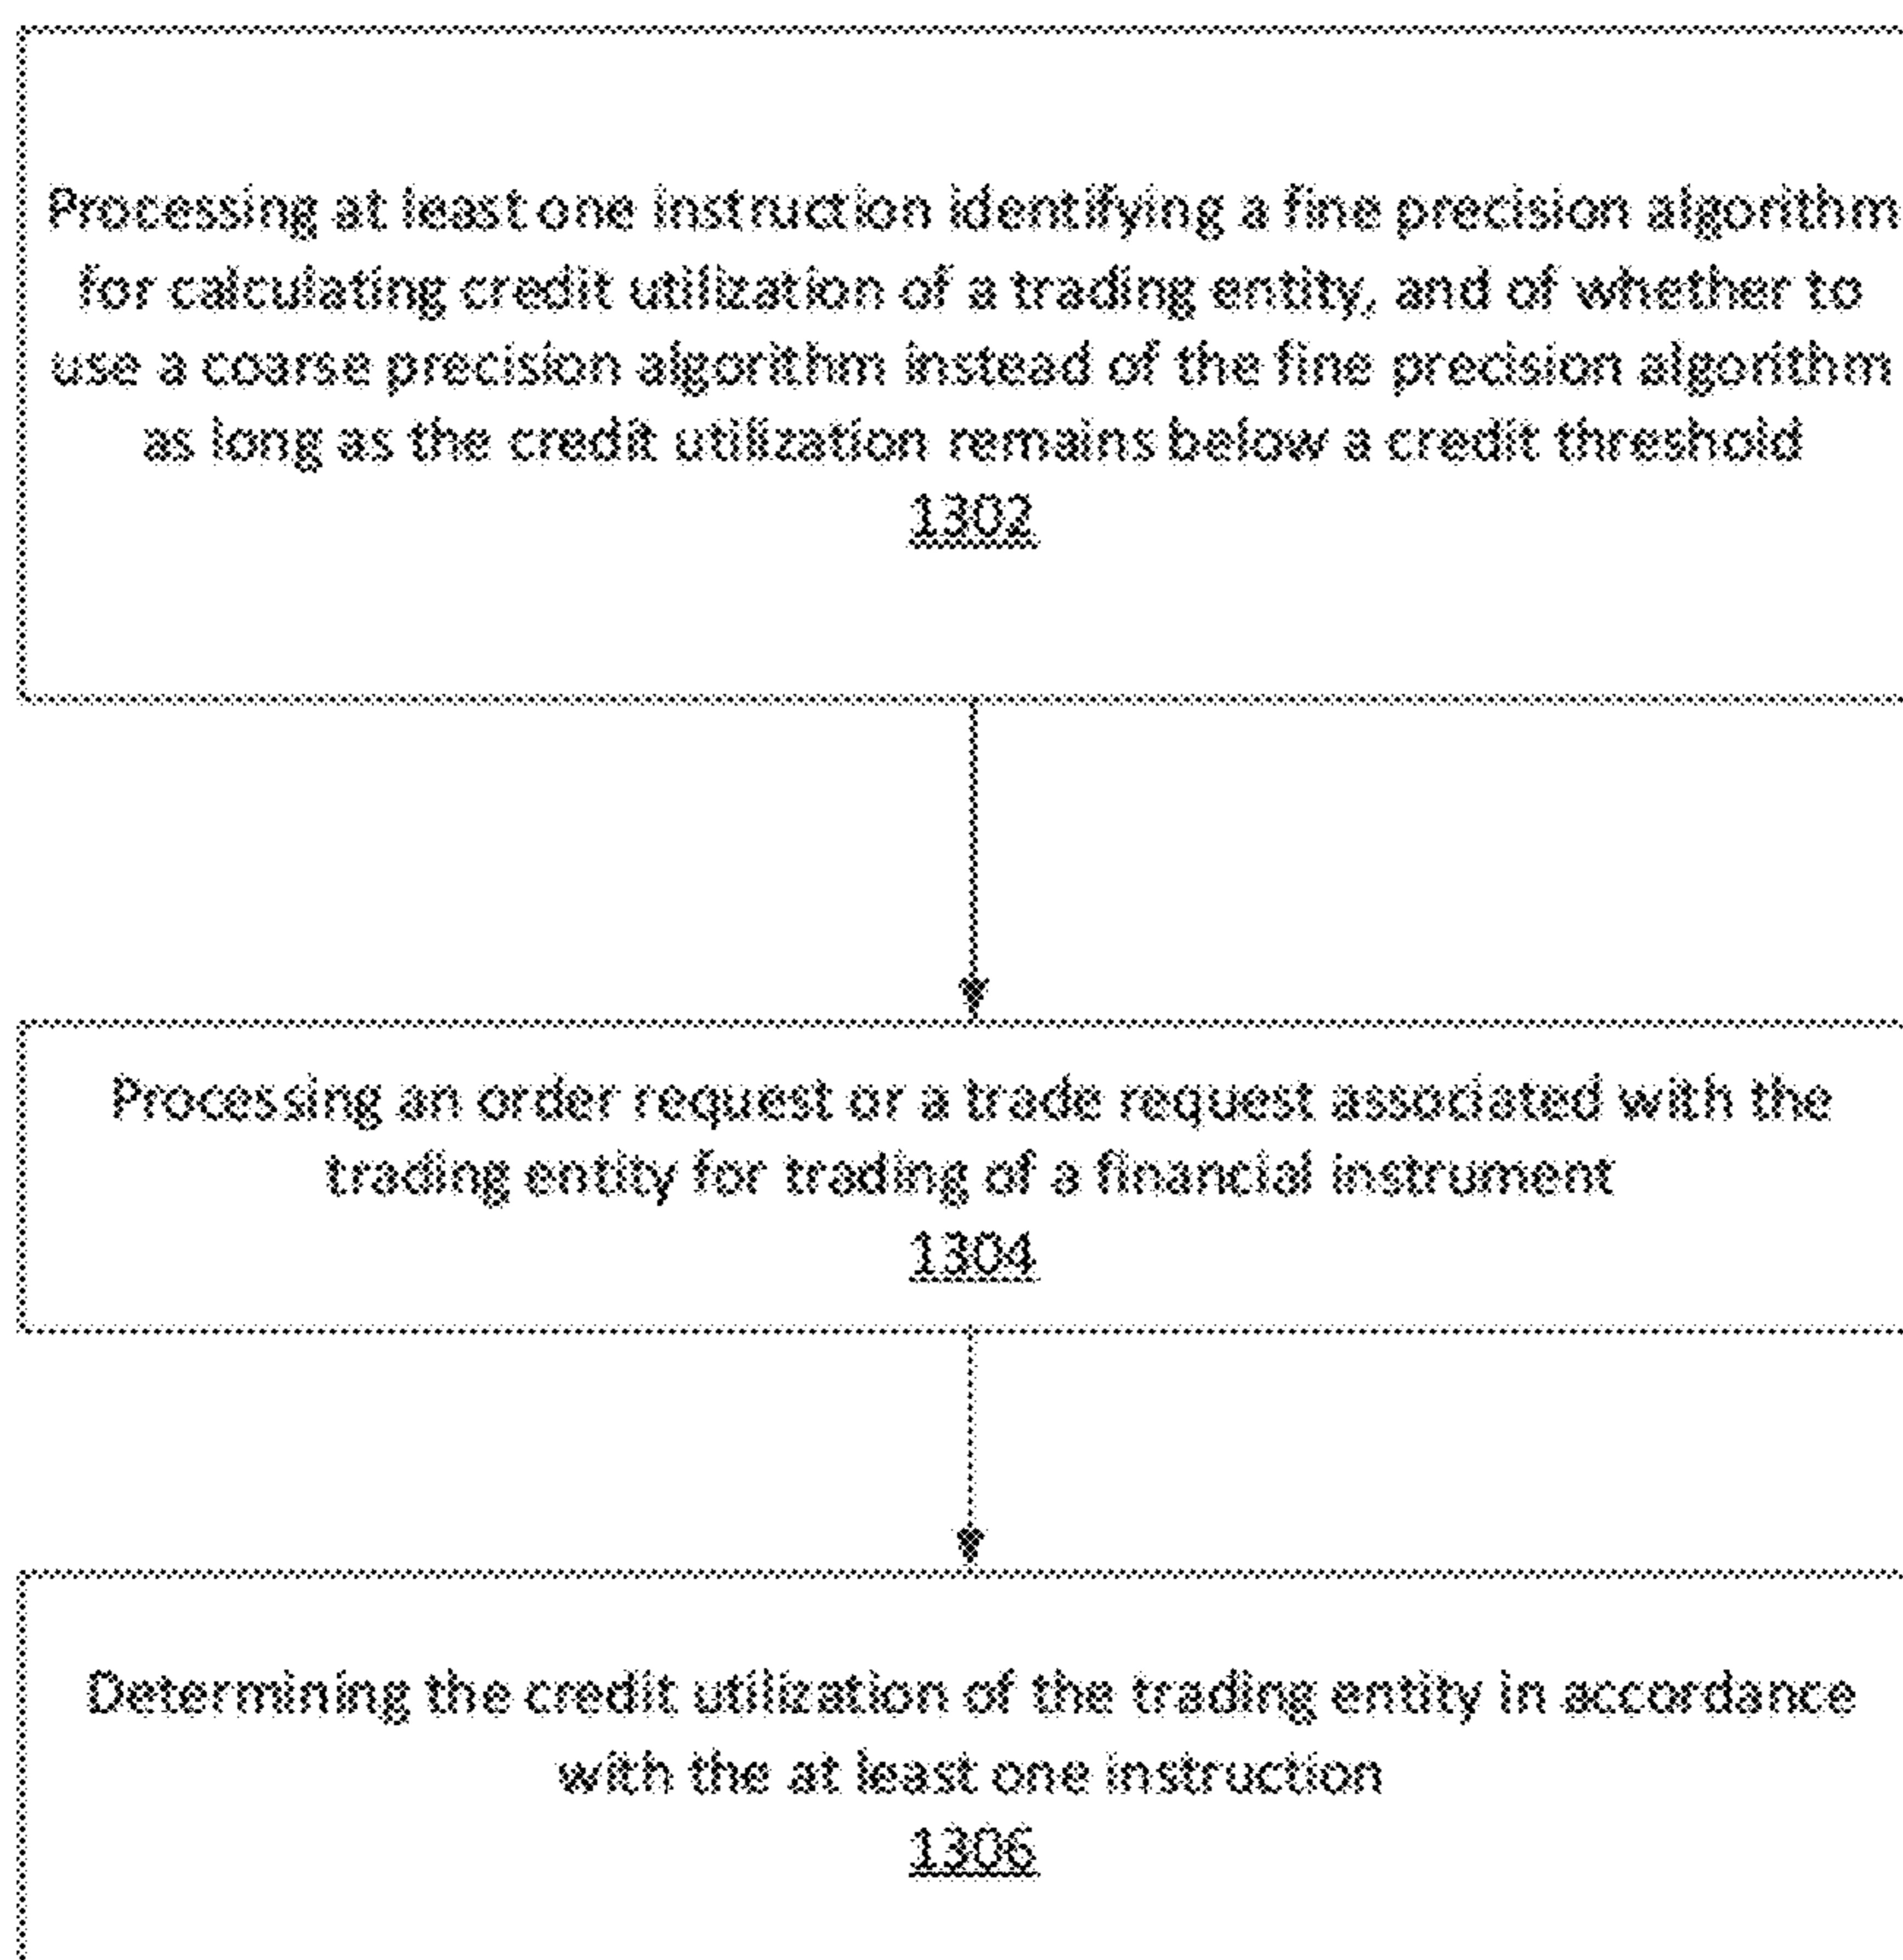 Processing at least one instruction identifying a fine precision algorithm
for calculating credit utilization of a trading entity, and of whether to
use a coarse precision algorithm instead of the fine precision algorithm
as long as the credit utilization remains below a credit threshold
1302
Processing an order request or a trade request associated with the
trading entity for trading of a financial instrument
1304
Determining the credit utilization of the trading entity in accordance
with the at least one instruction
1306